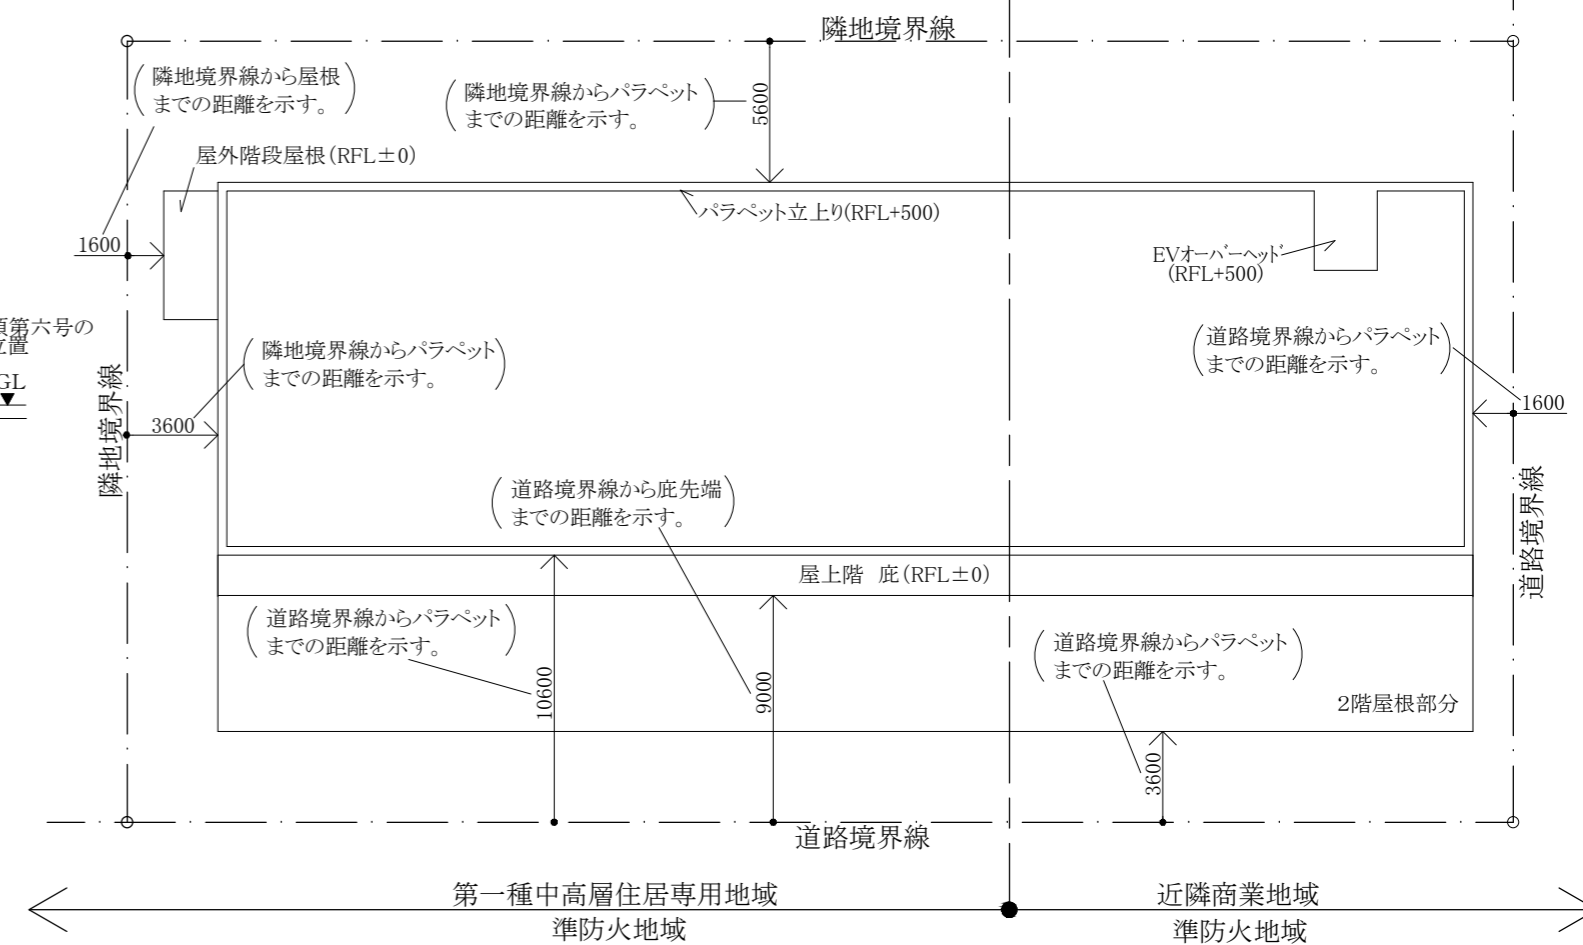 隣地境界線
隣地境界線から屋根
までの距離を示す。
隣地境界線からパラペット
までの距離を示す。
5600
屋外階段屋根(RFL±0)
パラペット立上り(RFL+500)
1600
EVオーバーヘッド
(RFL+500)
第六号の
置
GL
隣地境界線からパラペット
までの距離を示す。
道路境界線からパラペット
までの距離を示す。
1600
隣地境界線
3600
道路境界線から庇先端
までの距離を示す。
道路境界線
屋上階 庇(RFL±0)
道路境界線からパラペット
までの距離を示す。
10600
9000
道路境界線からパラペット
までの距離を示す。
3600
2階屋根部分
道路境界線
第一種中高層住居専用地域
準防火地域
近隣商業地域
準防火地域